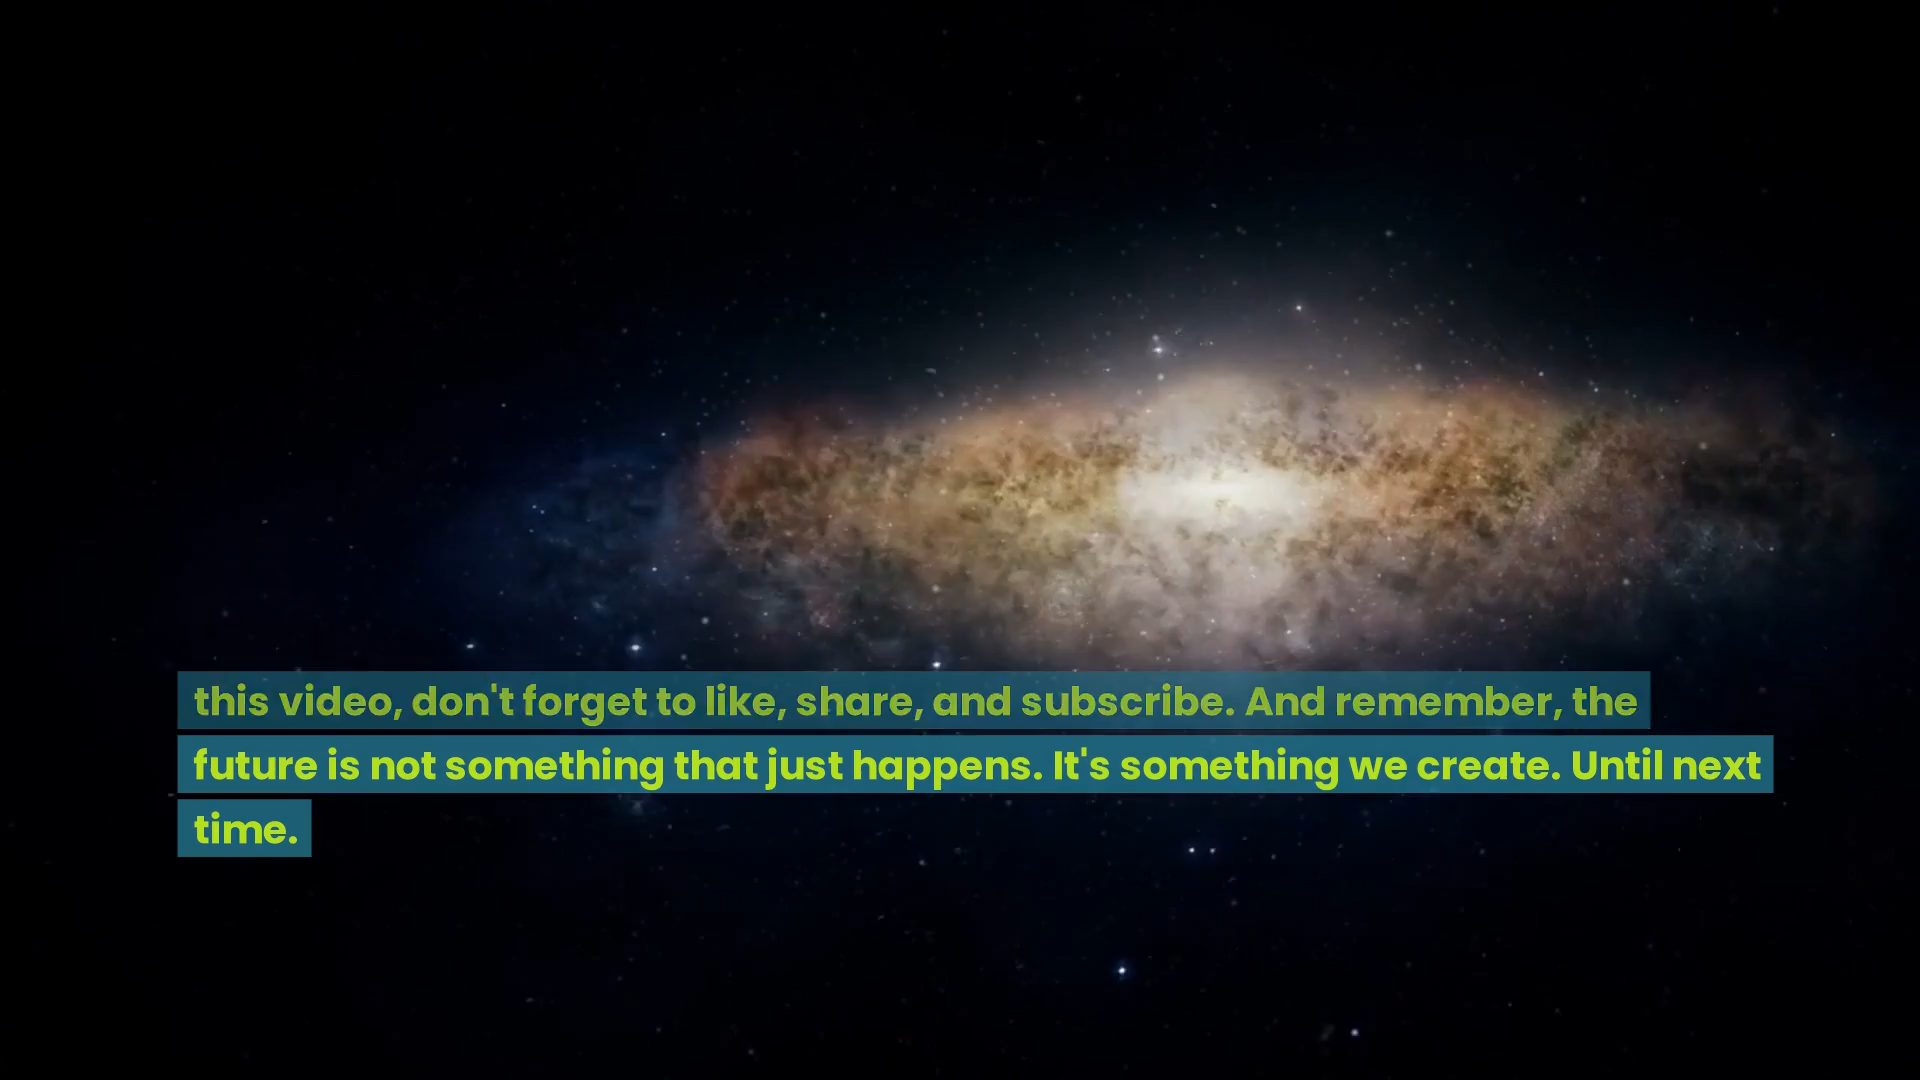 this video, don't forget to like, share, and subscribe. And remember, the
future is not something that just happens. It's something we create. Until next
time.